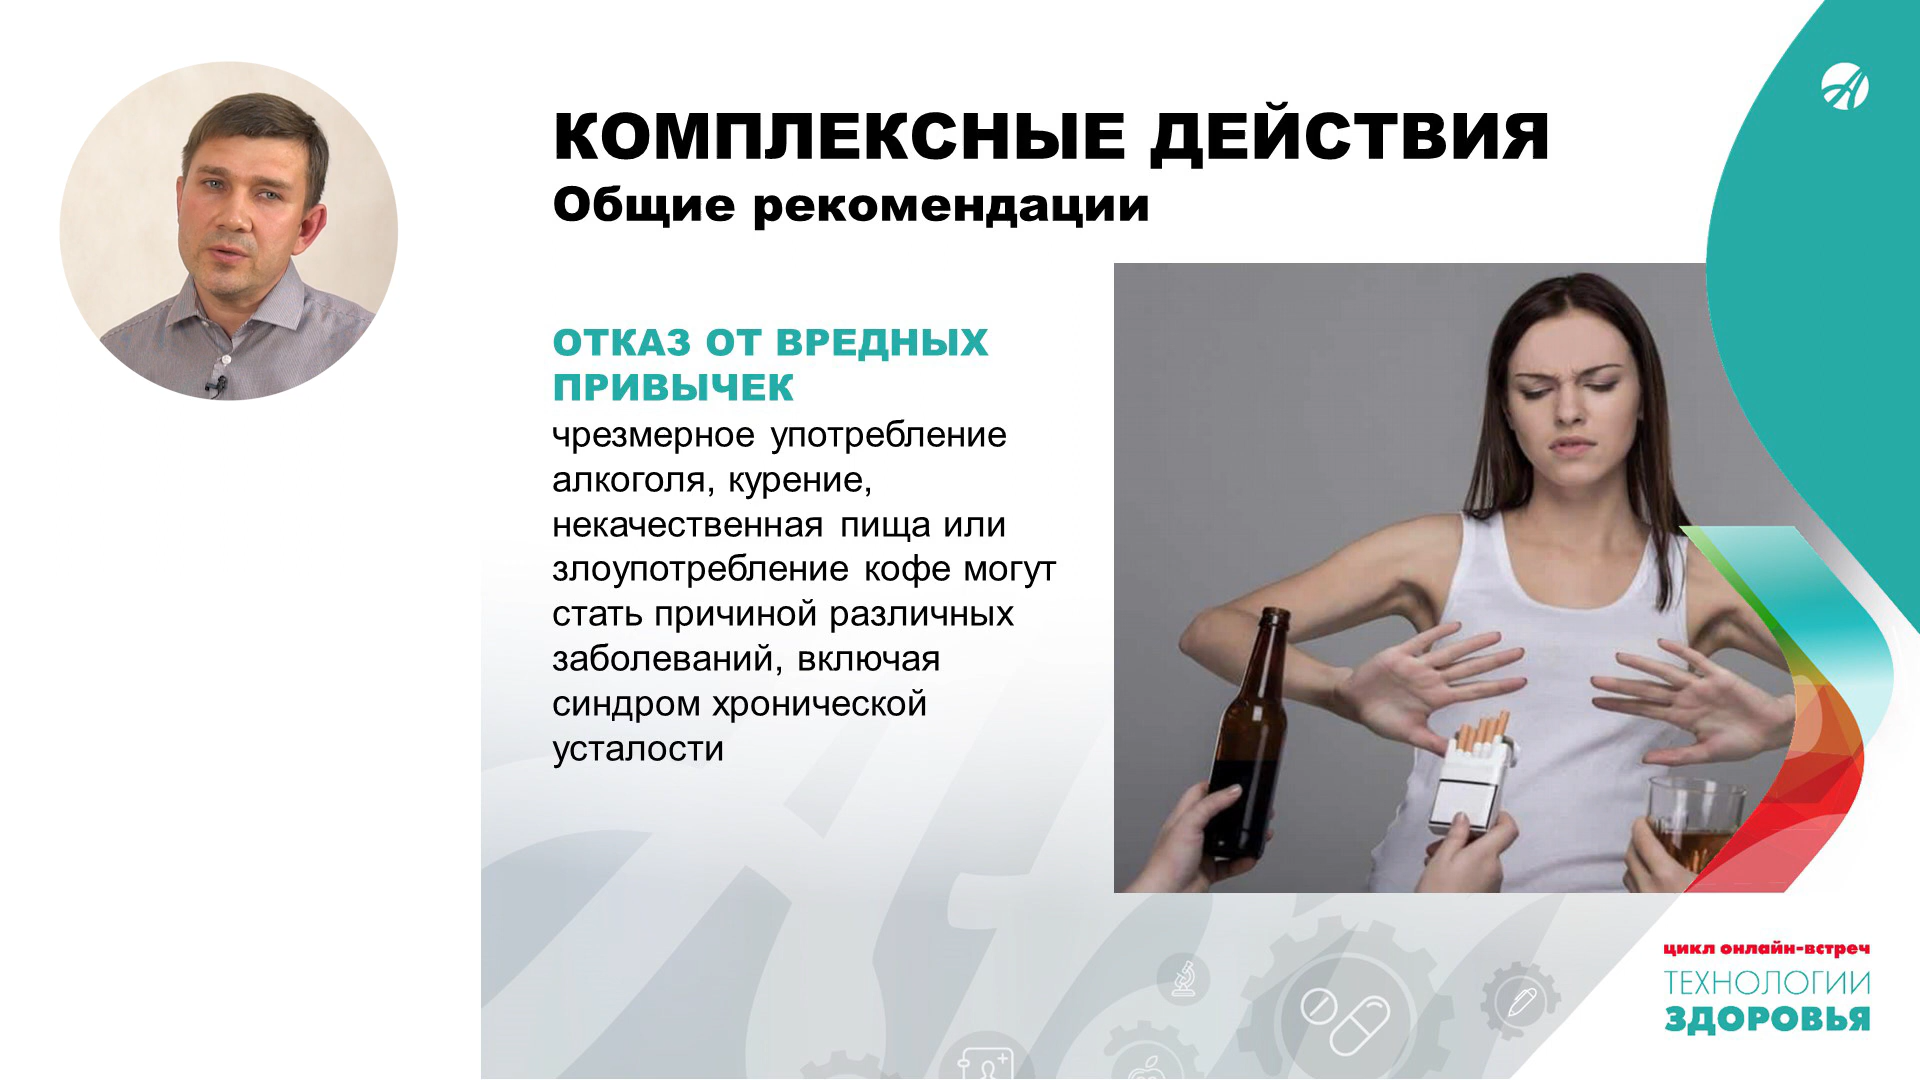 КОМПЛЕКСНЫЕ ДЕЙСТВИЯ
Общие рекомендации
ОТКАЗ ОТ ВРЕДНЫХ
ПРИВЫЧЕК
чрезмерное употребление
алкоголя, курение,
некачественная пища или
злоупотребление кофе могут
стать причиной различных
заболеваний, включая
синдром хронической
усталости
цикл онлайн-встреч
ТЕХНОЛОГИИ
ЗДОРОВЬЯ